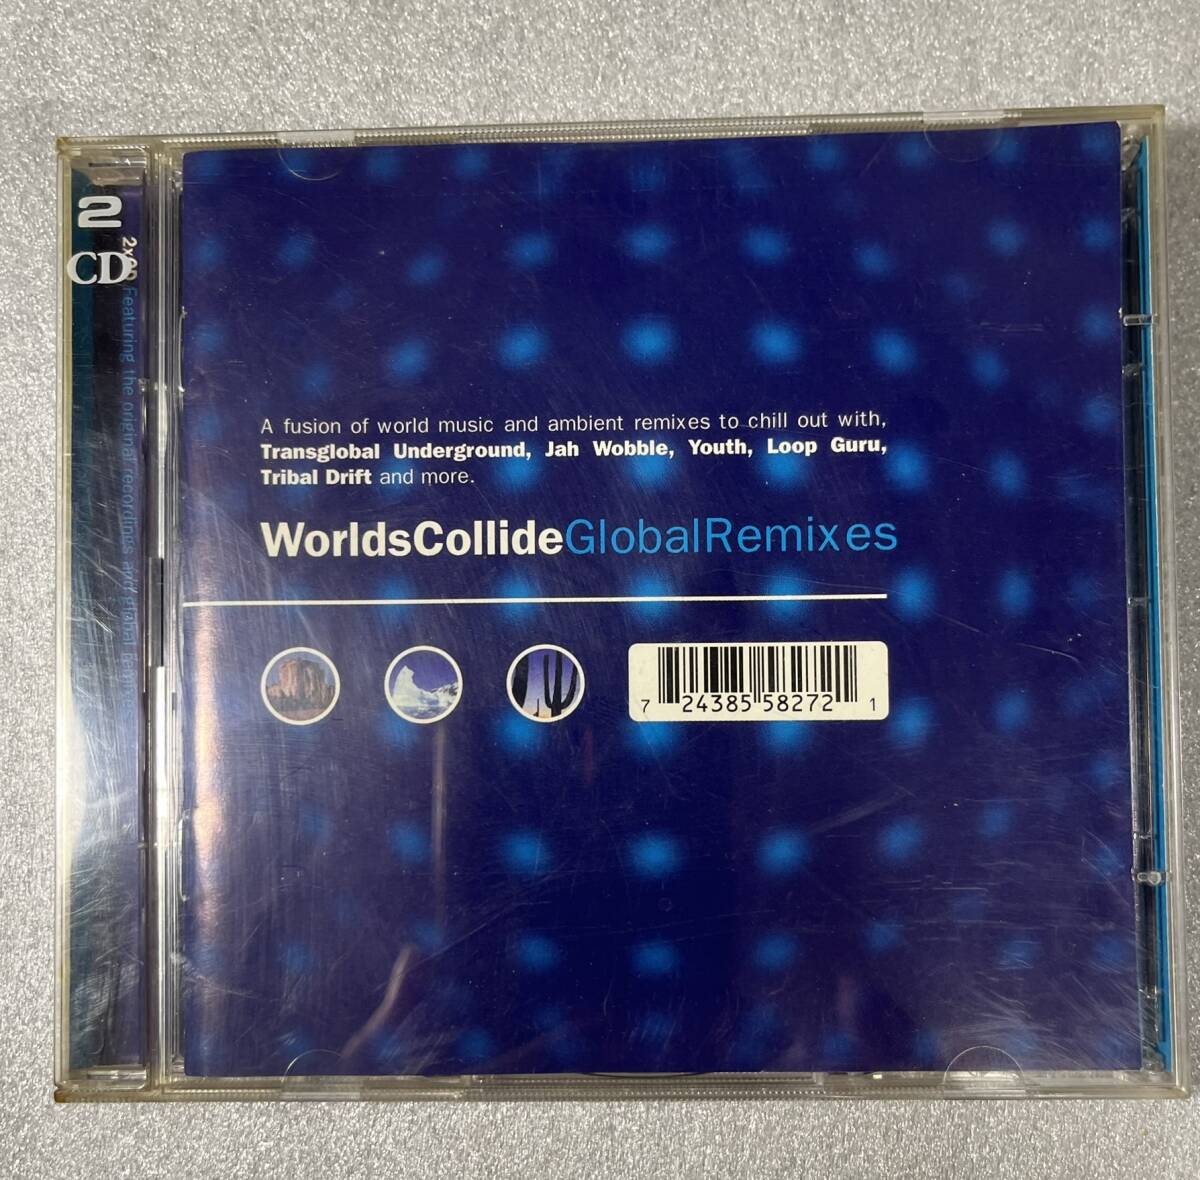 2
CD
2xCD Featuring the original recordings and global
A fusion of world music and ambient remixes to chill out with,
Transglobal Underground, Jah Wobble, Youth, Loop Guru,
Tribal Drift and more.
WorldsCollideGlobalRemixes
7 24385 58272 1